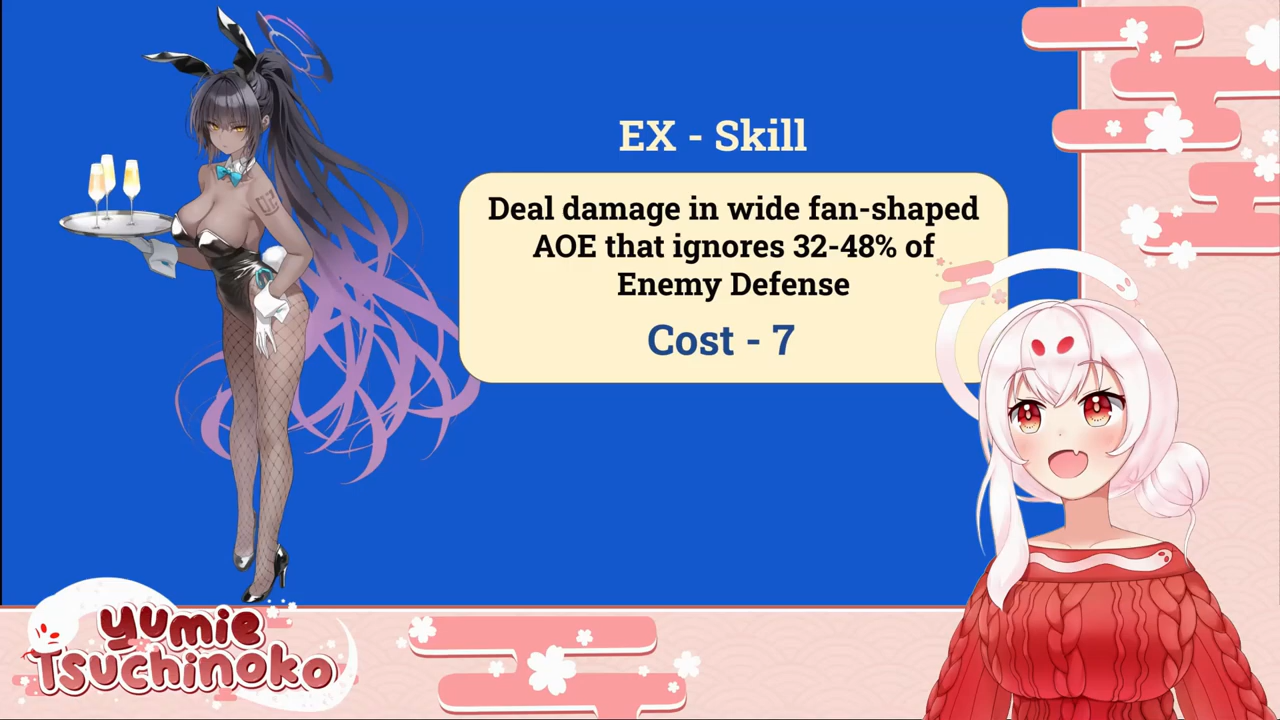 EX - Skill
Deal damage in wide fan-shaped
AOE that ignores 32-48% of
Enemy Defense
Cost - 7
02
yumie
Tsuchinoko